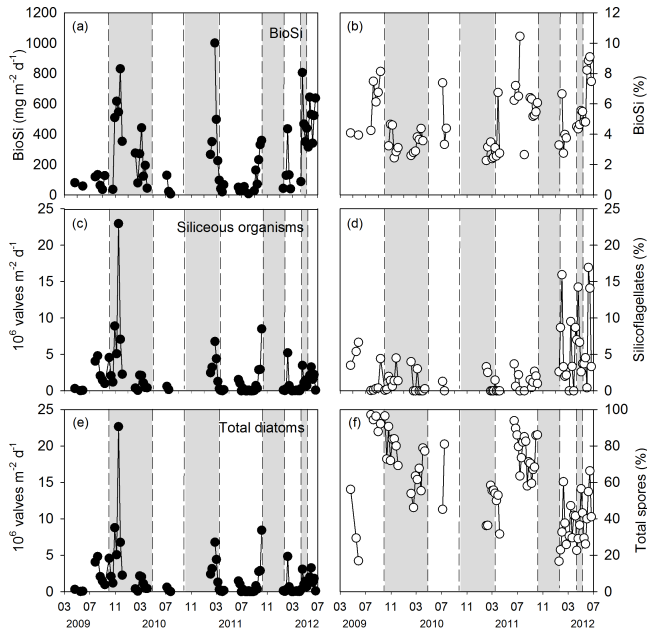 (a)
BioSi
1200
1000
800
600
400
200
0
BioSi (mg m-2 d-1)
(b)
12
10
8
6
4
2
0
BioSi (%)
(c)
Siliceous organisms
25
20
15
10
5
0
10^6 valves m-2 d-1
(d)
25
20
15
10
5
0
Silicoflagellates (%)
(e)
Total diatoms
25
20
15
10
5
0
10^6 valves m-2 d-1
(f)
100
80
60
40
20
0
Total spores (%)
03 07 11 03 07 11 03 07 11 03 07
2009 2010 2011 2012
03 07 11 03 07 11 03 07 11 03 07
2009 2010 2011 2012